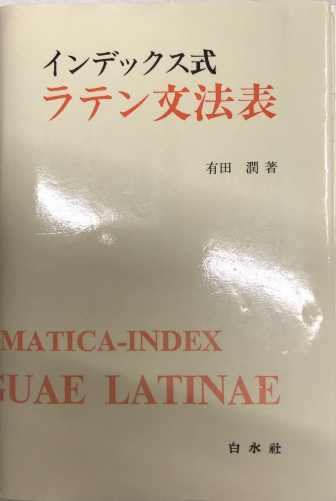 インデックス式
ラテン文法表
有田 潤 著
MATICA-INDEX
GUAE LATINAE
白水社